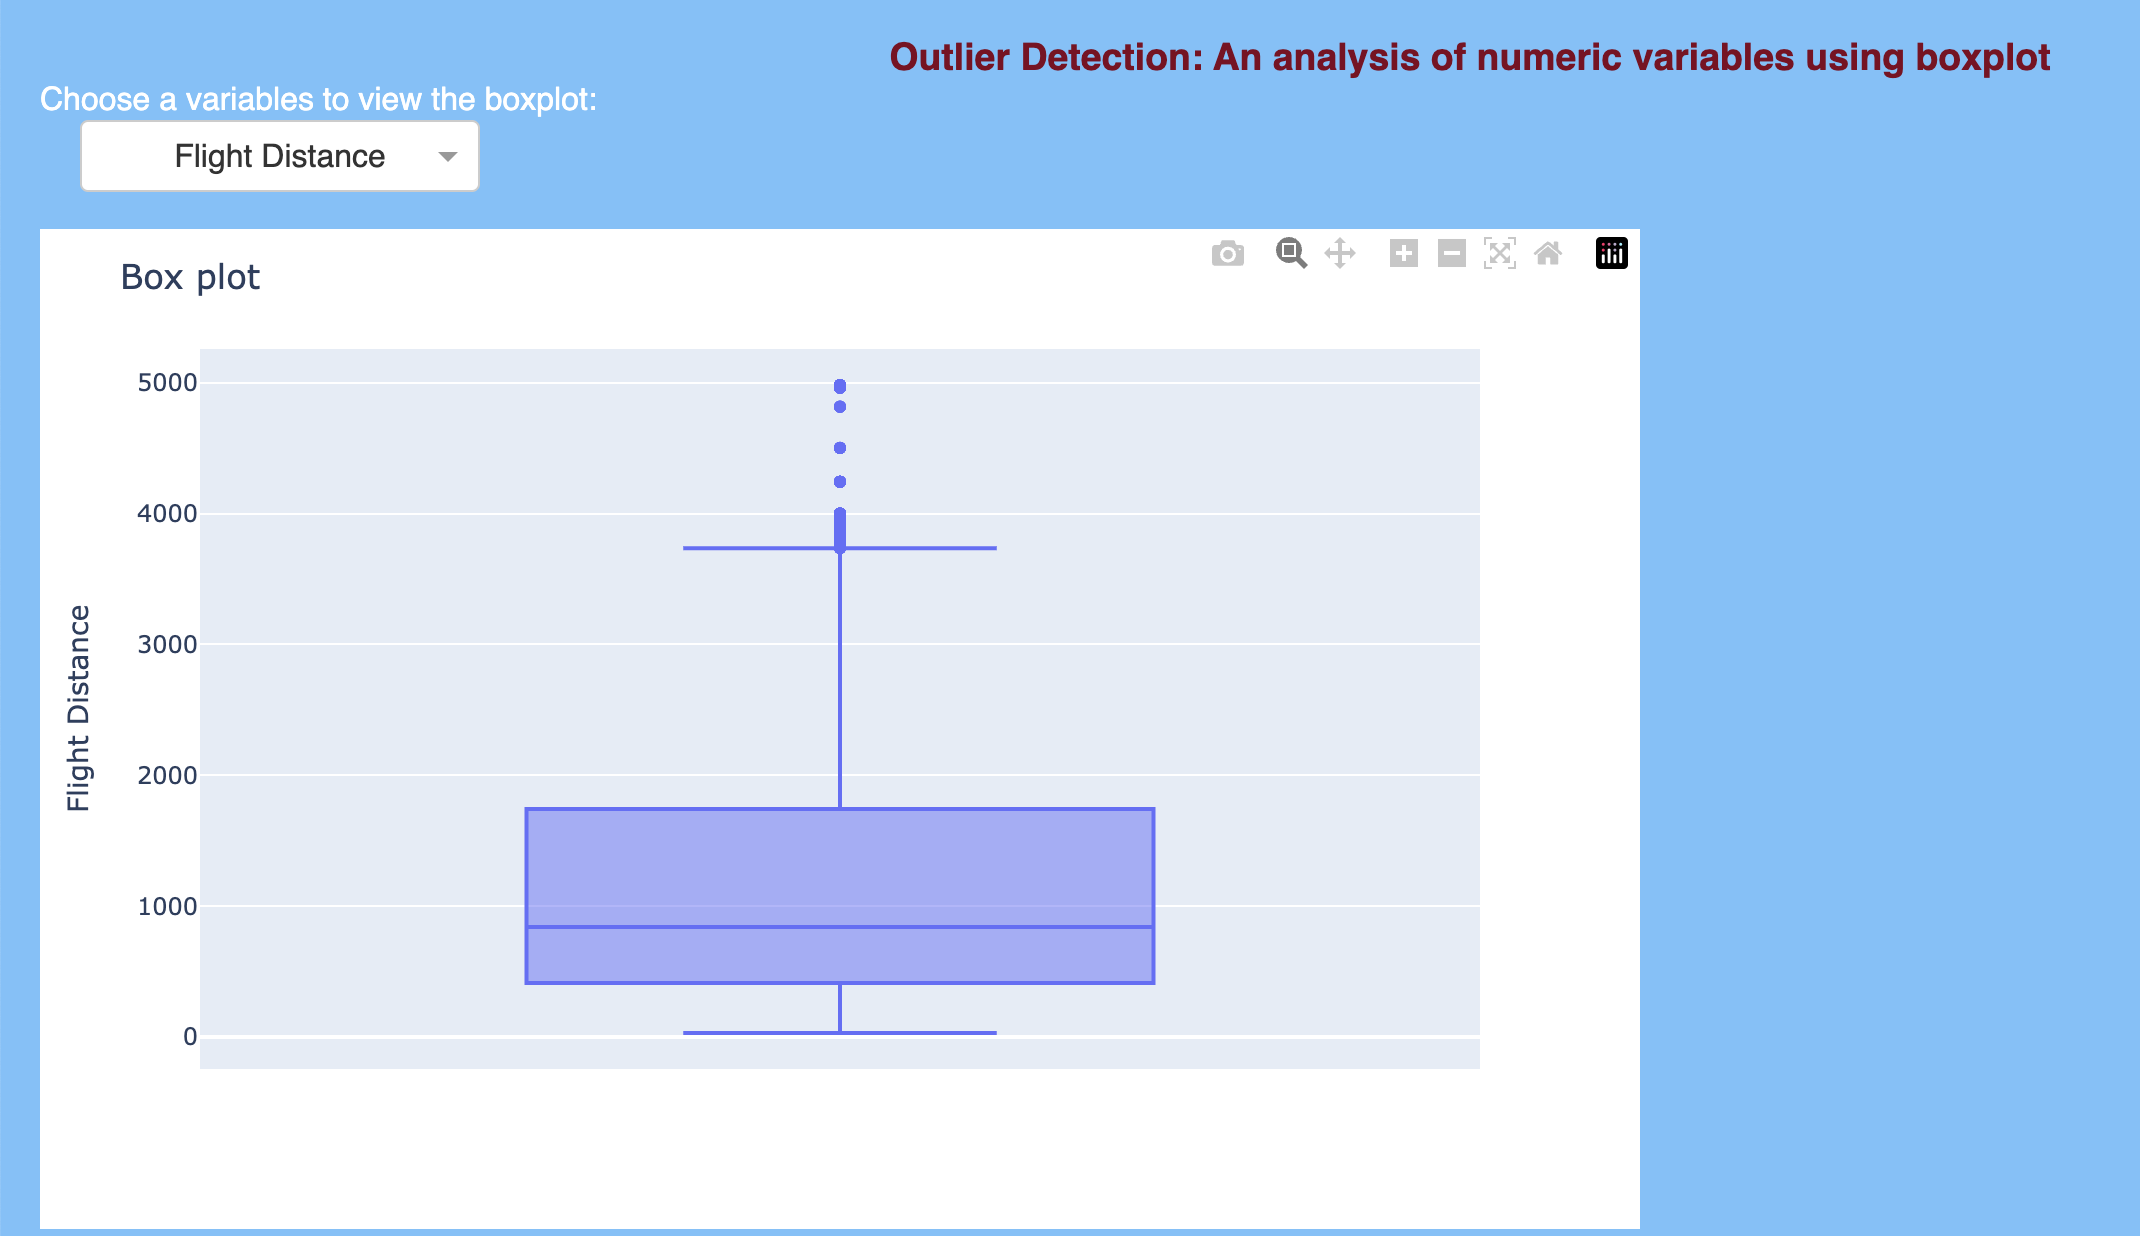 Outlier Detection: An analysis of numeric variables using boxplot
Choose a variables to view the boxplot:
Flight Distance
Box plot
5000
4000
3000
2000
1000
0
Flight Distance